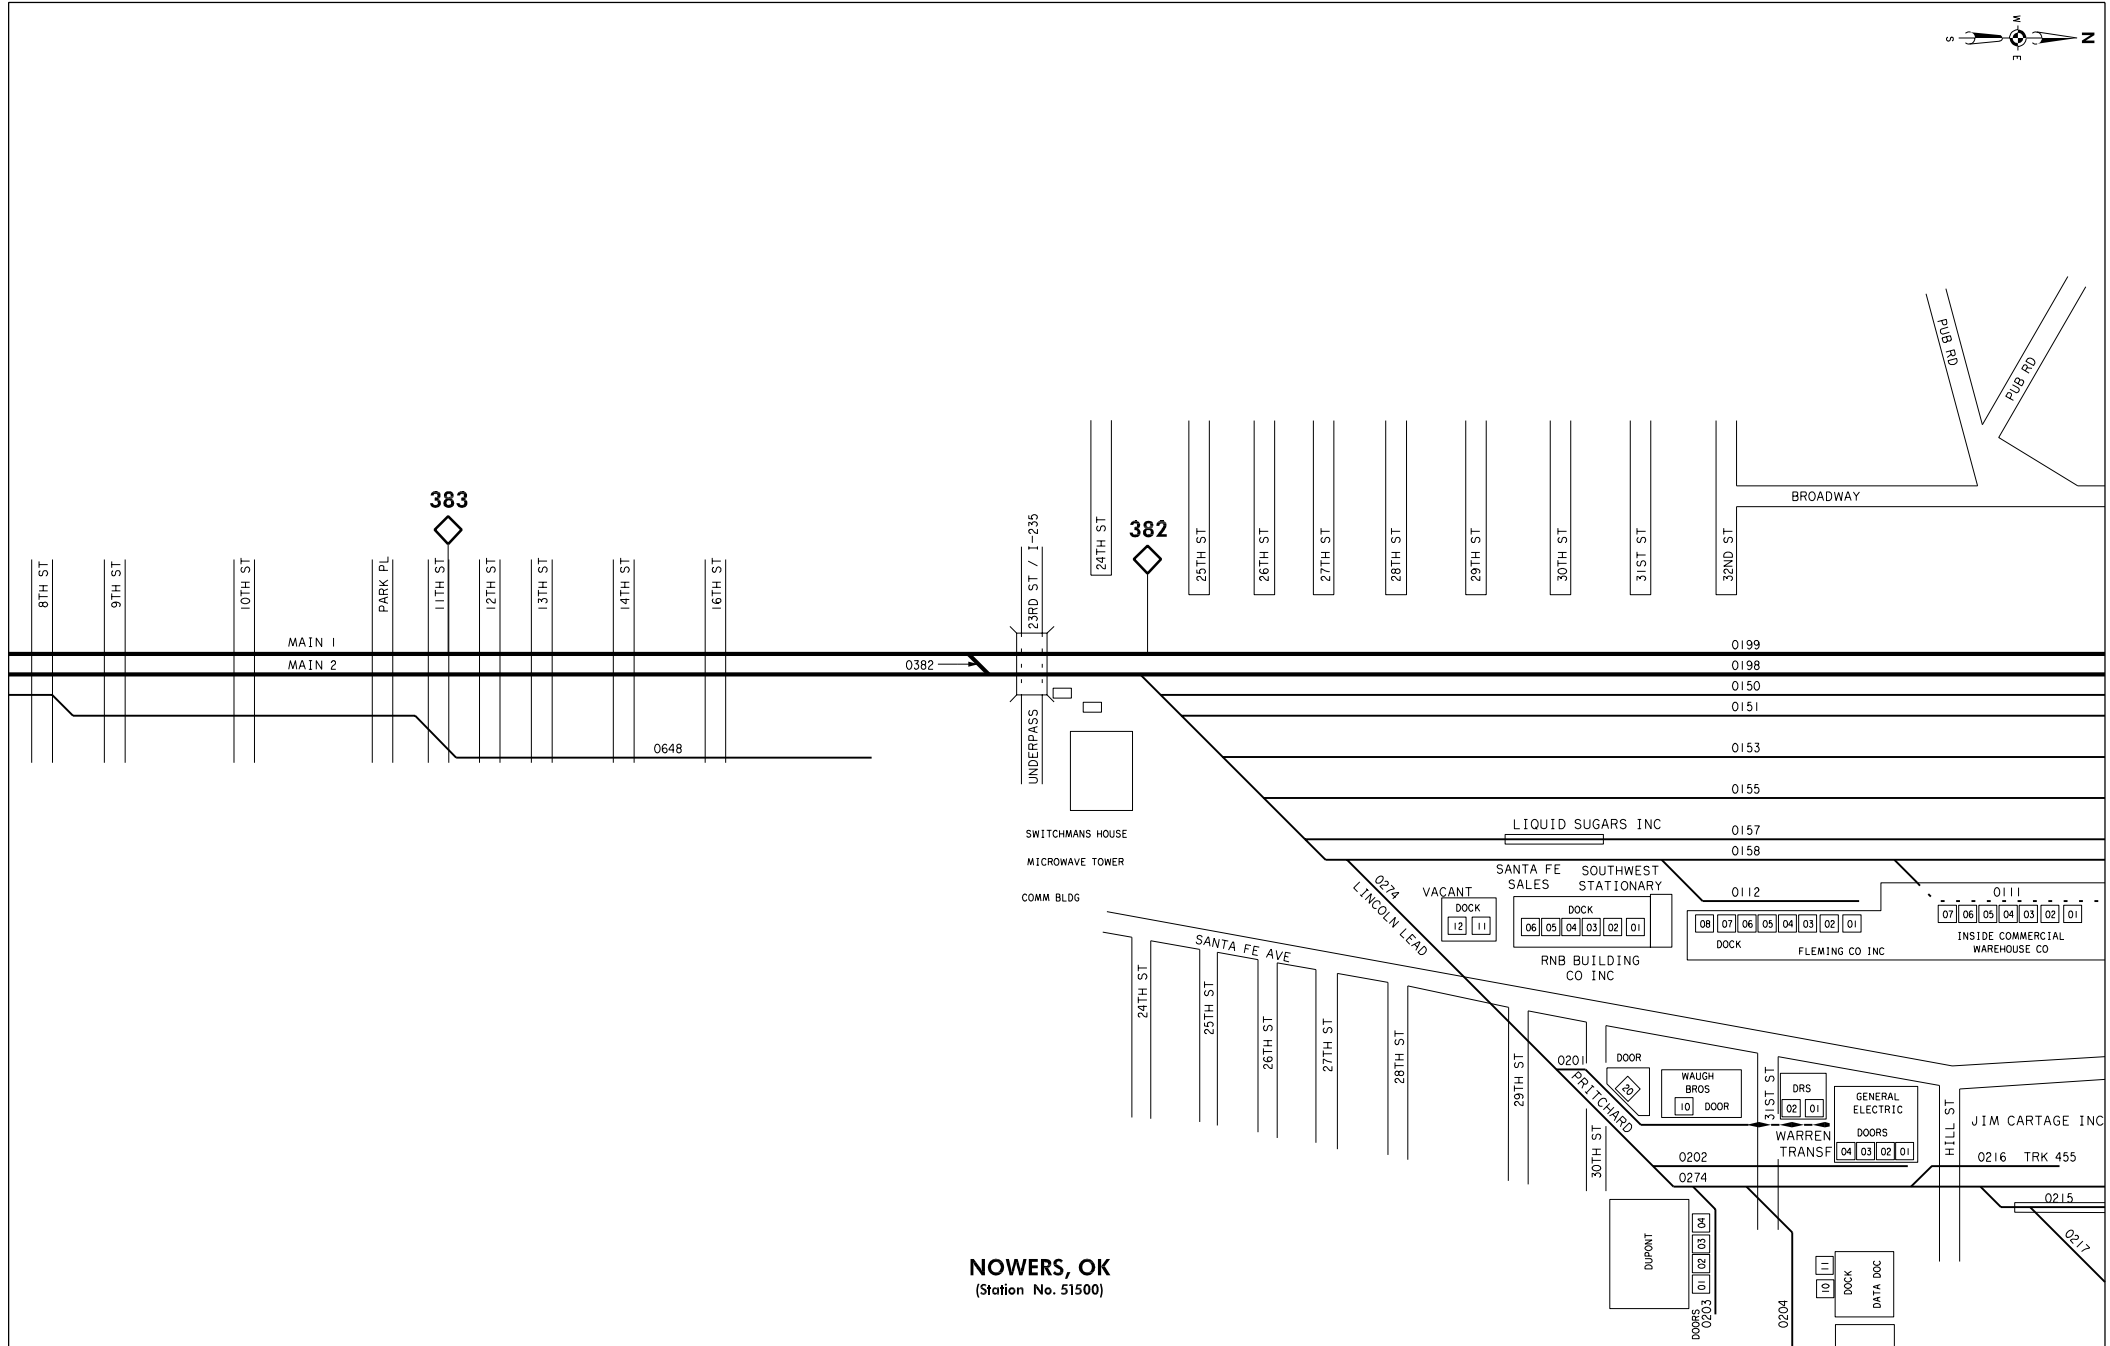 W
S
N
E
PUB RD
PUB RD
BROADWAY
383
382
8TH ST
9TH ST
10TH ST
PARK PL
11TH ST
12TH ST
13TH ST
14TH ST
16TH ST
23RD ST / I-235
24TH ST
25TH ST
26TH ST
27TH ST
28TH ST
29TH ST
30TH ST
31ST ST
32ND ST
MAIN 1
MAIN 2
0382
0199
0198
0150
0151
0153
0155
0157
0158
0648
UNDERPASS
SWITCHMANS HOUSE
MICROWAVE TOWER
COMM BLDG
LIQUID SUGARS INC
SANTA FE
SALES
SOUTHWEST
STATIONARY
VACANT
DOCK
12 11
DOCK
06 05 04 03 02 01
RNB BUILDING
CO INC
0112
08 07 06 05 04 03 02 01
DOCK
FLEMING CO INC
0111
07 06 05 04 03 02 01
INSIDE COMMERCIAL
WAREHOUSE CO
0274
LINCOLN LEAD
SANTA FE AVE
24TH ST
25TH ST
26TH ST
27TH ST
28TH ST
29TH ST
30TH ST
31ST ST
HILL ST
0201
PRITCHARD
DOOR
20
WAUGH
BROS
10 DOOR
DRS
02 01
WARREN
TRANSF
GENERAL
ELECTRIC
DOORS
04 03 02 01
JIM CARTAGE INC
0202
0274
0216 TRK 455
0215
0217
DUPONT
04
03
02
01
DOORS
0203
0204
11
10
DOCK
DATA DOC
NOWERS, OK
(Station No. 51500)